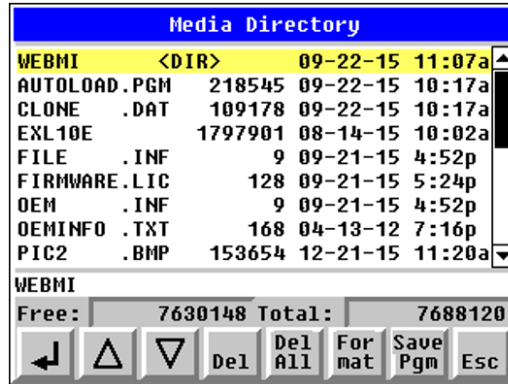 Media Directory
WEBMI <DIR> 09-22-15 11:07a
AUTOLOAD.PGM 218545 09-22-15 10:17a
CLONE .DAT 109178 09-22-15 10:17a
EXL10E 1797901 08-14-15 10:02a
FILE .INF 9 09-21-15 4:52p
FIRMWARE.LIC 128 09-21-15 5:24p
OEM .INF 9 09-21-15 4:52p
OEMINFO .TXT 168 04-13-12 7:16p
PIC2 .BMP 153654 12-21-15 11:20a
WEBMI
Free: 7630148 Total: 7688120
Del Del All For mat Save Pgm Esc